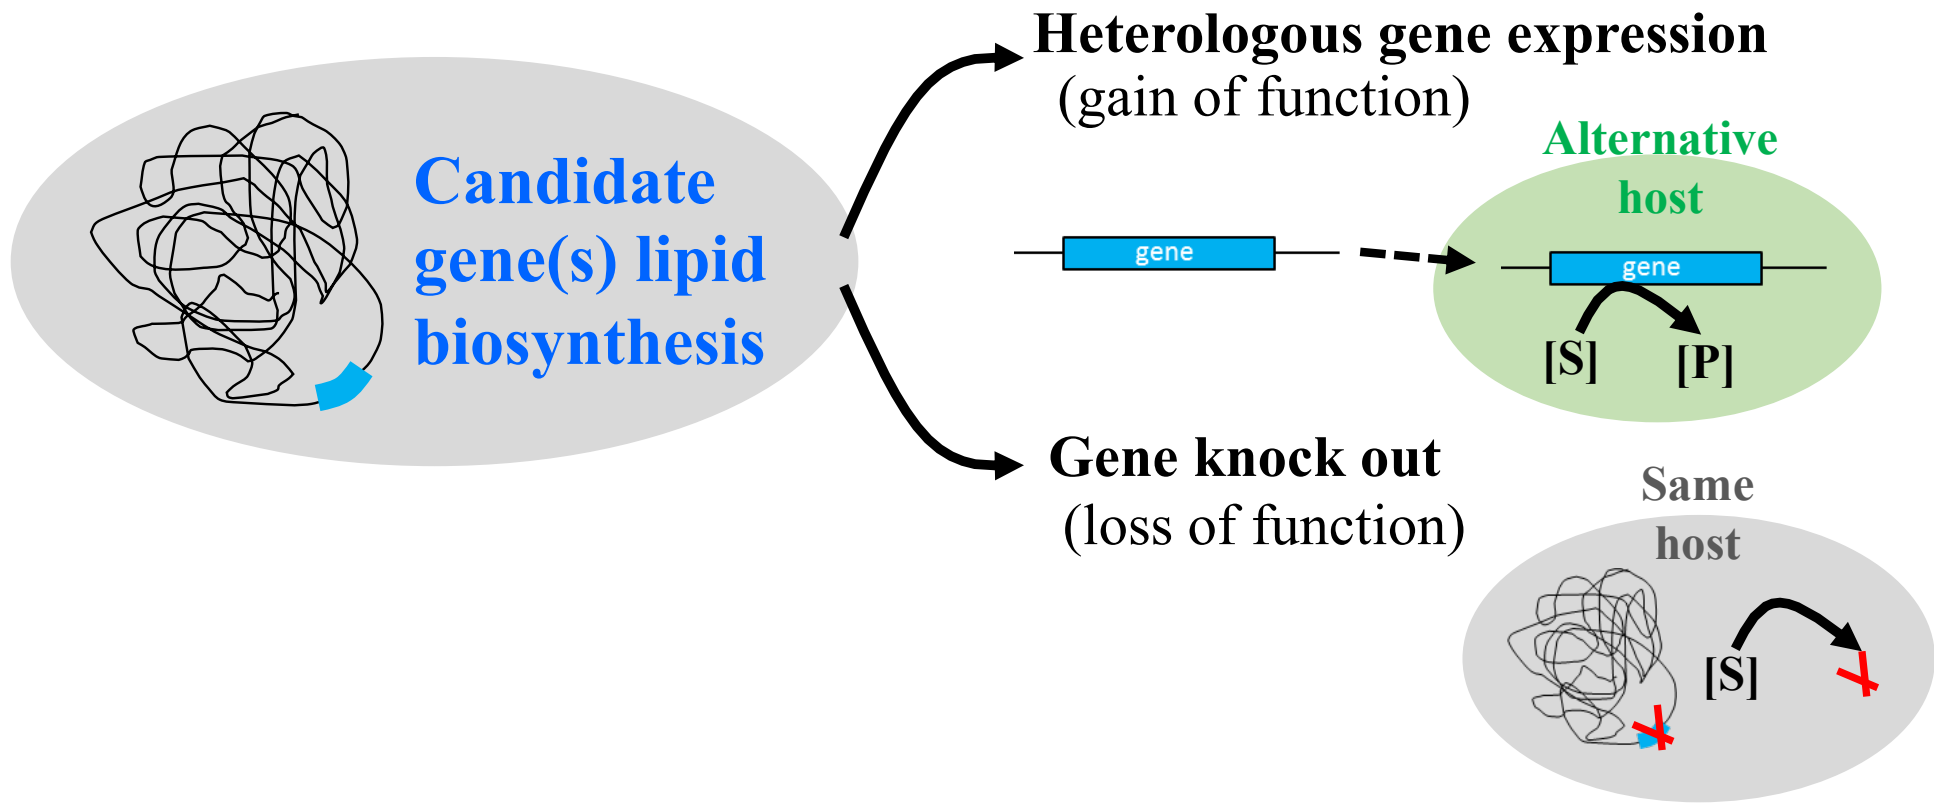 Candidate
gene(s) lipid
biosynthesis
Heterologous gene expression
(gain of function)
Alternative
host
gene
gene
[S]
[P]
Gene knock out
(loss of function)
Same
host
[S]